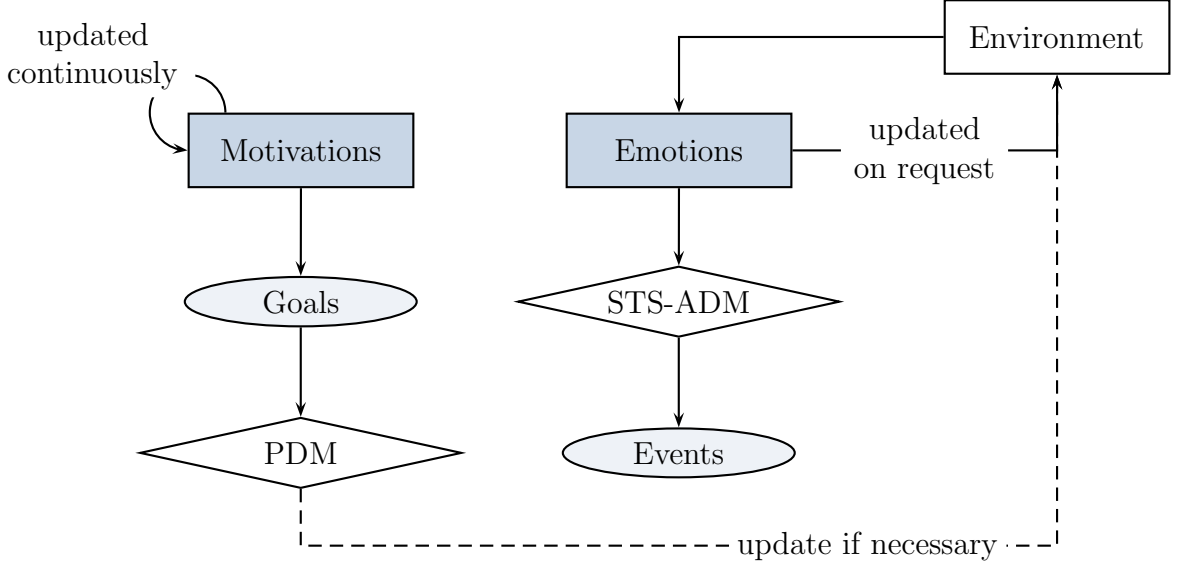 updated
continuously
Environment
Motivations
Emotions
updated
on request
Goals
STS-ADM
PDM
Events
update if necessary